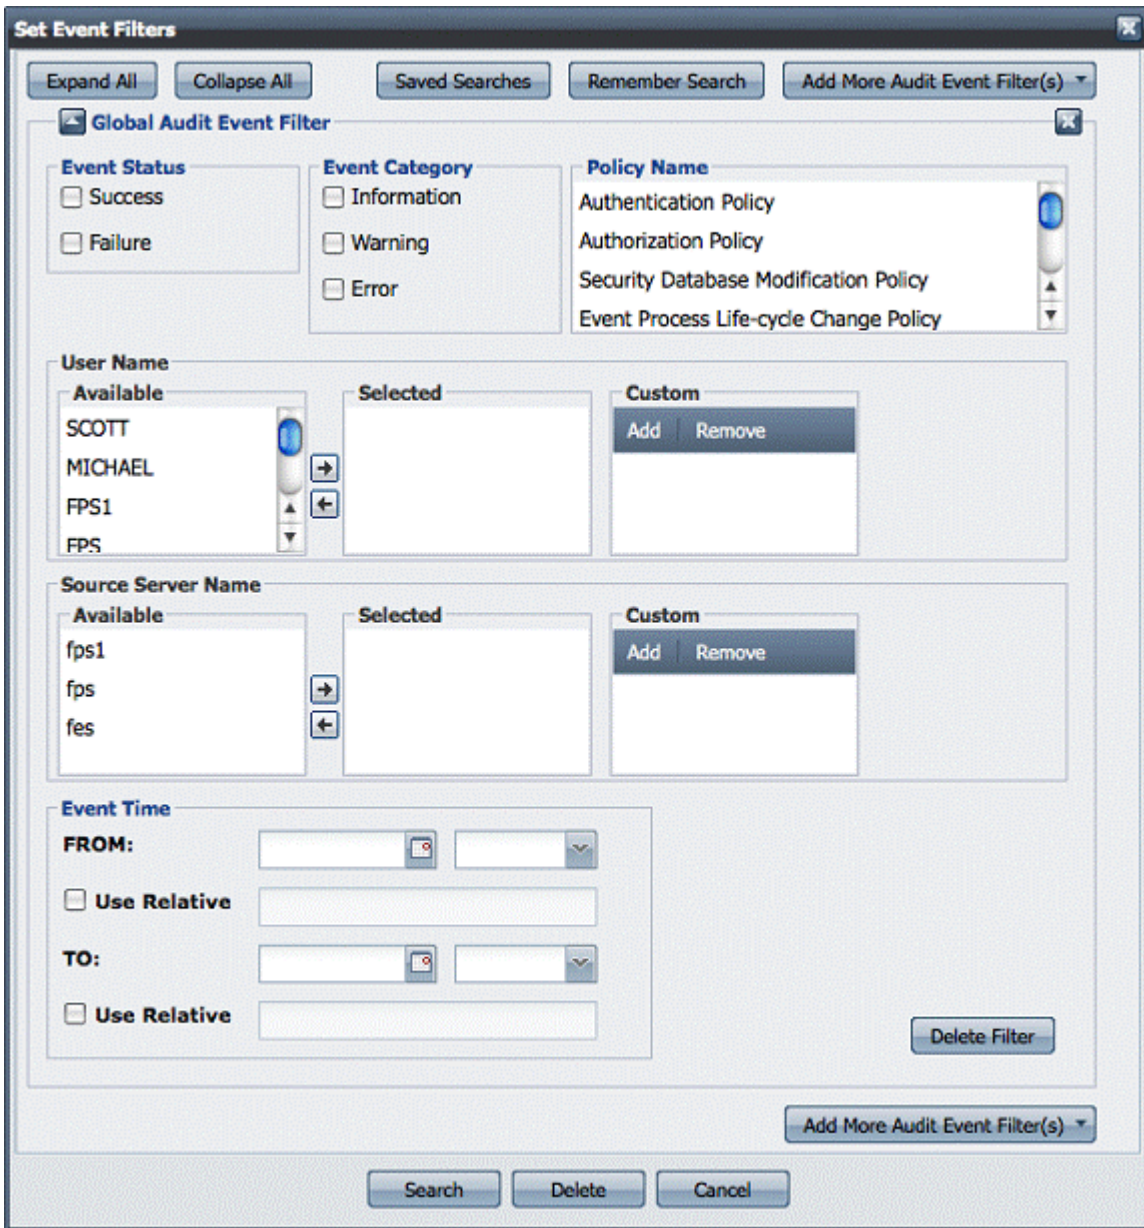 Set Event Filters
Expand All Collapse All Saved Searches Remember Search Add More Audit Event Filter(s)
Global Audit Event Filter
Event Status
Success
Failure
Event Category
Information
Warning
Error
Policy Name
Authentication Policy
Authorization Policy
Security Database Modification Policy
Event Process Life-cycle Change Policy
User Name
Available
SCOTT
MICHAEL
FPS1
FPS
Selected
Custom
Add Remove
Source Server Name
Available
fps1
fps
fes
Selected
Custom
Add Remove
Event Time
FROM:
Use Relative
TO:
Use Relative
Delete Filter
Add More Audit Event Filter(s)
Search Delete Cancel